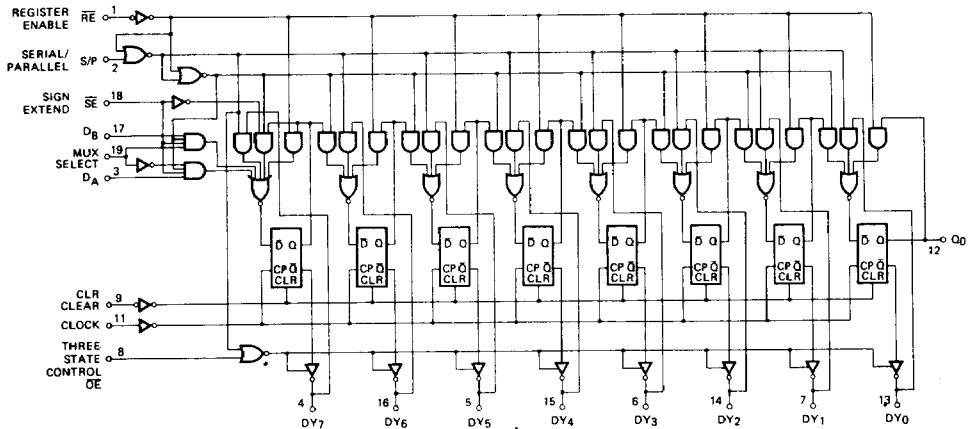 REGISTER ENABLE R̅E̅ 1
SERIAL/ PARALLEL S/P 2
SIGN EXTEND S̅E̅ 18
DB 17
MUX SELECT 19
DA 3
D̅ Q
CP Q̅
CLR
D̅ Q
CP Q̅
CLR
D̅ Q
CP Q̅
CLR
D̅ Q
CP Q̅
CLR
D̅ Q
CP Q̅
CLR
D̅ Q
CP Q̅
CLR
D̅ Q
CP Q̅
CLR
D̅ Q
CP Q̅
CLR
12 Q0
CLR CLEAR 9
CLOCK 11
THREE STATE CONTROL O̅E̅ 8
4 16 5 15 6 14 7 13
DY7 DY6 DY5 DY4 DY3 DY2 DY1 DY0